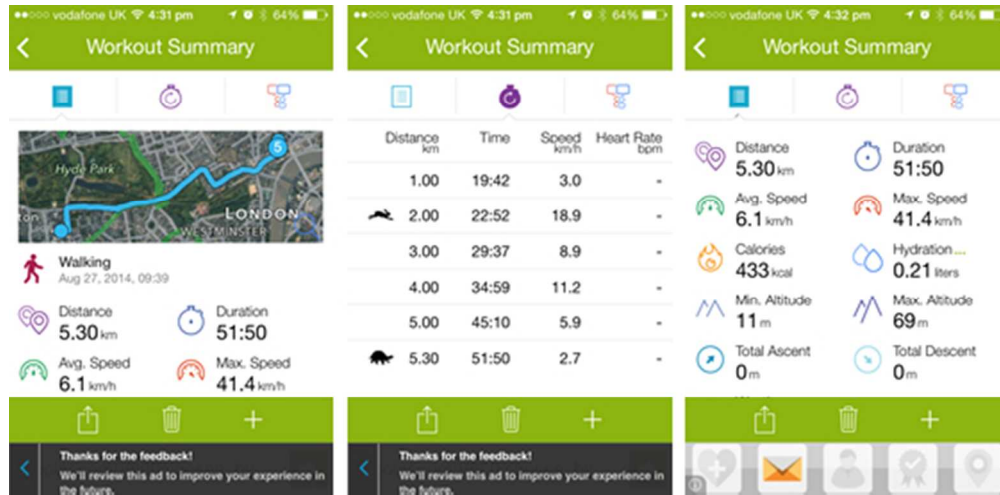 vodafone UK 4:31 pm 64%
Workout Summary
Hyde Park
ton
LONDON
WESTMINSTER
5
Walking
Aug 27, 2014, 09:39
Distance
5.30 km
Duration
51:50
Avg. Speed
6.1 km/h
Max. Speed
41.4 km/h
Thanks for the feedback!
We'll review this ad to improve your experience in
the future.
vodafone UK 4:31 pm 64%
Workout Summary
Distance km Time Speed km/h Heart Rate bpm
1.00 19:42 3.0 -
2.00 22:52 18.9 -
3.00 29:37 8.9 -
4.00 34:59 11.2 -
5.00 45:10 5.9 -
5.30 51:50 2.7 -
Thanks for the feedback!
We'll review this ad to improve your experience in
the future.
vodafone UK 4:32 pm 64%
Workout Summary
Distance
5.30 km
Duration
51:50
Avg. Speed
6.1 km/h
Max. Speed
41.4 km/h
Calories
433 kcal
Hydration...
0.21 liters
Min. Altitude
11 m
Max. Altitude
69 m
Total Ascent
0 m
Total Descent
0 m